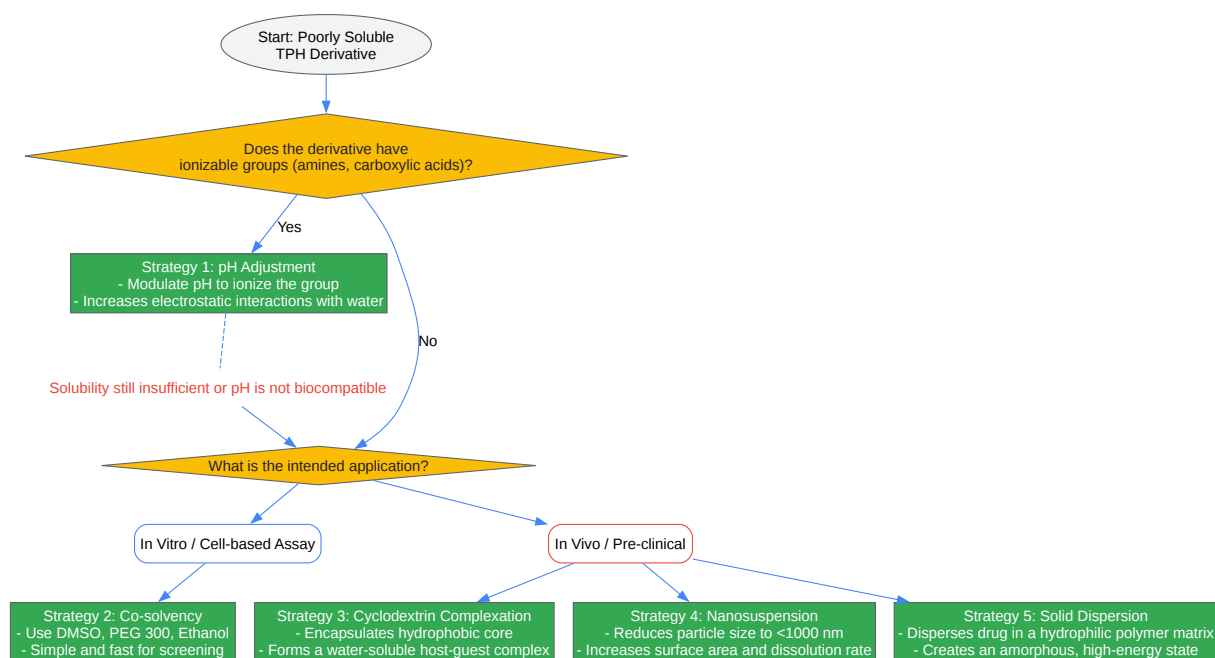 Start: Poorly Soluble
TPH Derivative
Does the derivative have
ionizable groups (amines, carboxylic acids)?
Yes
Strategy 1: pH Adjustment
- Modulate pH to ionize the group
- Increases electrostatic interactions with water
No
Solubility still insufficient or pH is not biocompatible
What is the intended application?
In Vitro / Cell-based Assay
In Vivo / Pre-clinical
Strategy 2: Co-solvency
- Use DMSO, PEG 300, Ethanol
- Simple and fast for screening
Strategy 3: Cyclodextrin Complexation
- Encapsulates hydrophobic core
- Forms a water-soluble host-guest complex
Strategy 4: Nanosuspension
- Reduces particle size to <1000 nm
- Increases surface area and dissolution rate
Strategy 5: Solid Dispersion
- Disperses drug in a hydrophilic polymer matrix
- Creates an amorphous, high-energy state